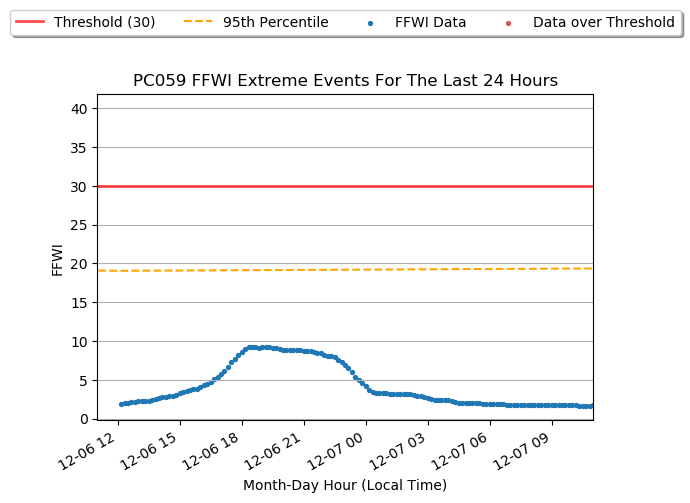 Threshold (30) 95th Percentile FFWI Data Data over Threshold
PC059 FFWI Extreme Events For The Last 24 Hours
40
35
30
25
20
15
10
5
0
FFWI
12-06 12 12-06 15 12-06 18 12-06 21 12-07 00 12-07 03 12-07 06 12-07 09
Month-Day Hour (Local Time)